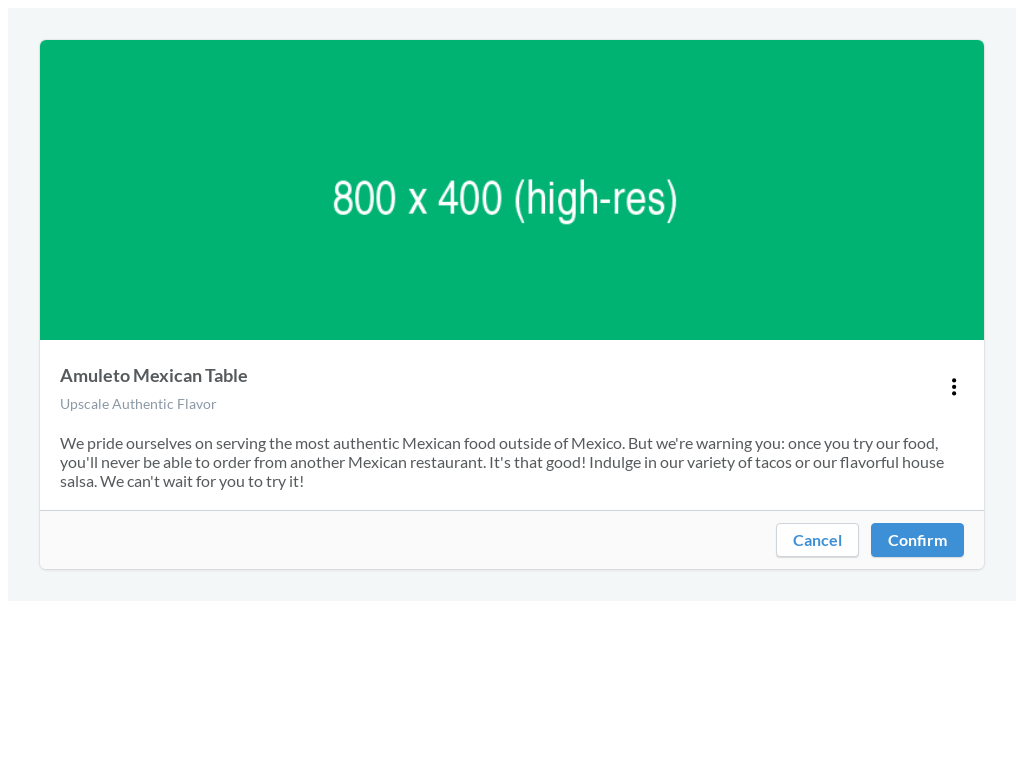 800 x 400 (high-res)
Amuleto Mexican Table
Upscale Authentic Flavor
We pride ourselves on serving the most authentic Mexican food outside of Mexico. But we're warning you: once you try our food,
you'll never be able to order from another Mexican restaurant. It's that good! Indulge in our variety of tacos or our flavorful house
salsa. We can't wait for you to try it!
Cancel Confirm